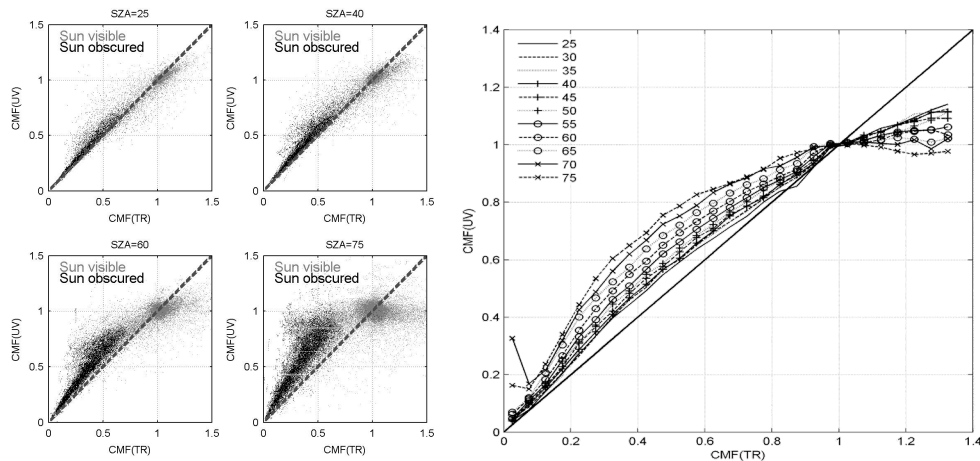 SZA=25
1.5
Sun visible
Sun obscured
1
CMF(UV)
0.5
0
0
0.5
1
1.5
CMF(TR)
SZA=40
1.5
Sun visible
Sun obscured
1
CMF(UV)
0.5
0
0
0.5
1
1.5
CMF(TR)
SZA=60
1.5
Sun visible
Sun obscured
1
CMF(UV)
0.5
0
0
0.5
1
1.5
CMF(TR)
SZA=75
1.5
Sun visible
Sun obscured
1
CMF(UV)
0.5
0
0
0.5
1
1.5
CMF(TR)
1.4
1.2
1
0.8
0.6
0.4
0.2
0
CMF(UV)
25
30
35
40
45
50
55
60
65
70
75
0
0.2
0.4
0.6
0.8
1
1.2
1.4
CMF(TR)